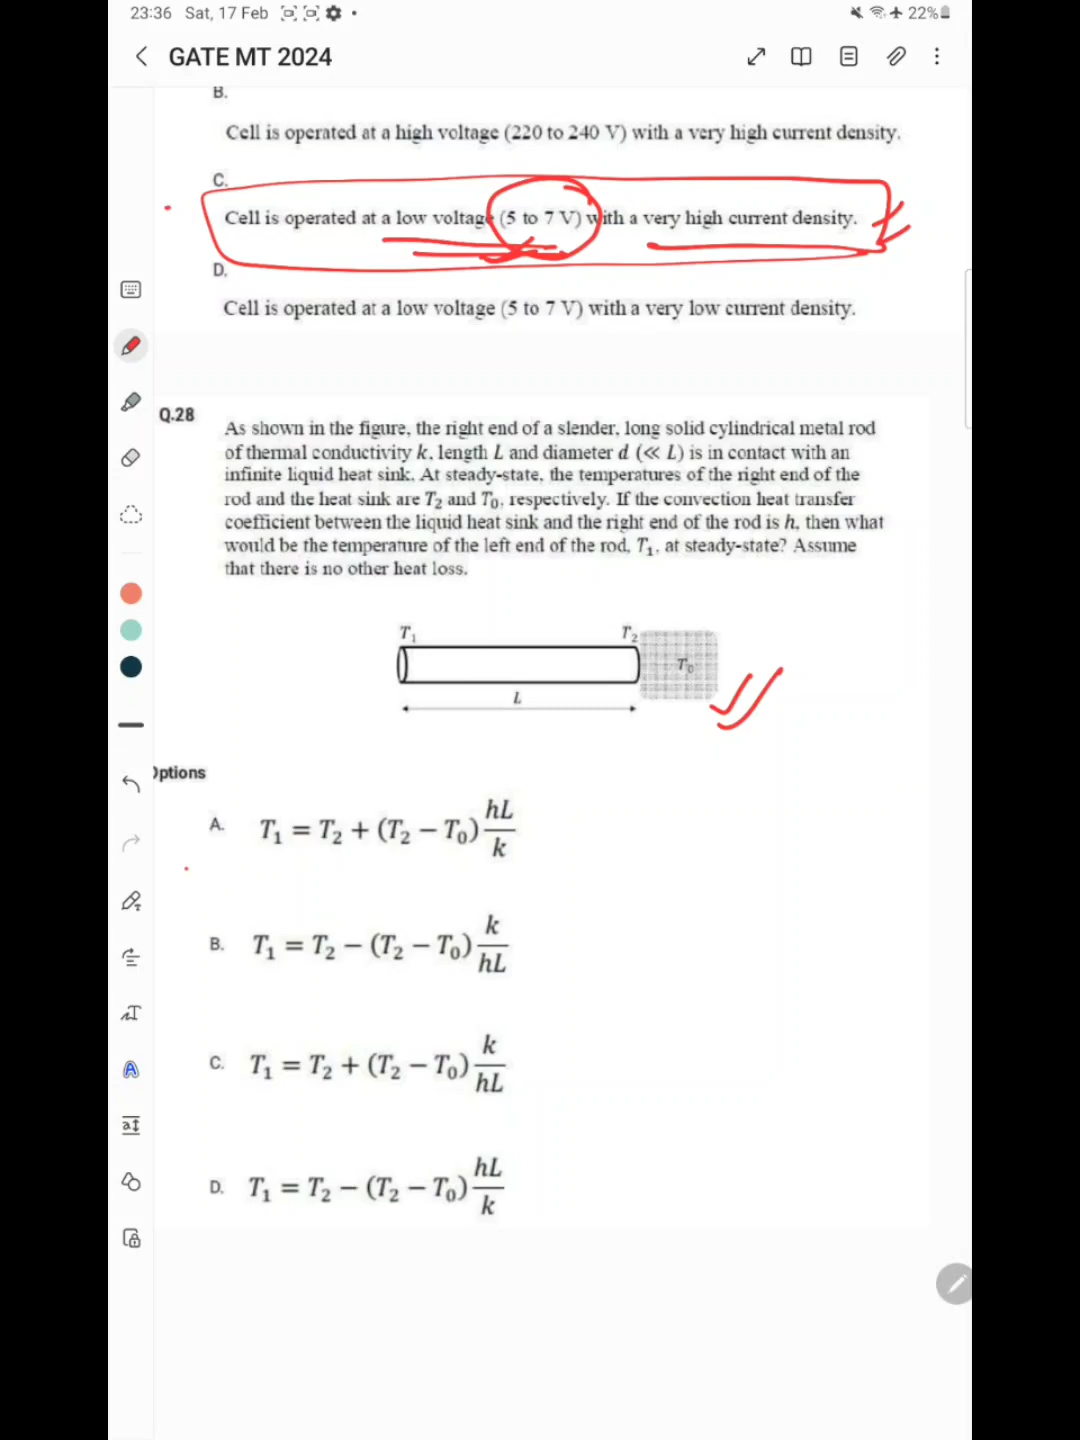 23:36 Sat, 17 Feb
22%
GATE MT 2024
B.
Cell is operated at a high voltage (220 to 240 V) with a very high current density.
C.
Cell is operated at a low voltage (5 to 7 V) with a very high current density.
D.
Cell is operated at a low voltage (5 to 7 V) with a very low current density.
Q.28
As shown in the figure, the right end of a slender, long solid cylindrical metal rod
of thermal conductivity k, length L and diameter d (≪ L) is in contact with an
infinite liquid heat sink. At steady-state, the temperatures of the right end of the
rod and the heat sink are T₂ and T₀, respectively. If the convection heat transfer
coefficient between the liquid heat sink and the right end of the rod is h, then what
would be the temperature of the left end of the rod, T₁, at steady-state? Assume
that there is no other heat loss.
T₁ T₂
T₀
L
Options
A. T₁ = T₂ + (T₂ − T₀) hL/k
B. T₁ = T₂ − (T₂ − T₀) k/hL
C. T₁ = T₂ + (T₂ − T₀) k/hL
D. T₁ = T₂ − (T₂ − T₀) hL/k